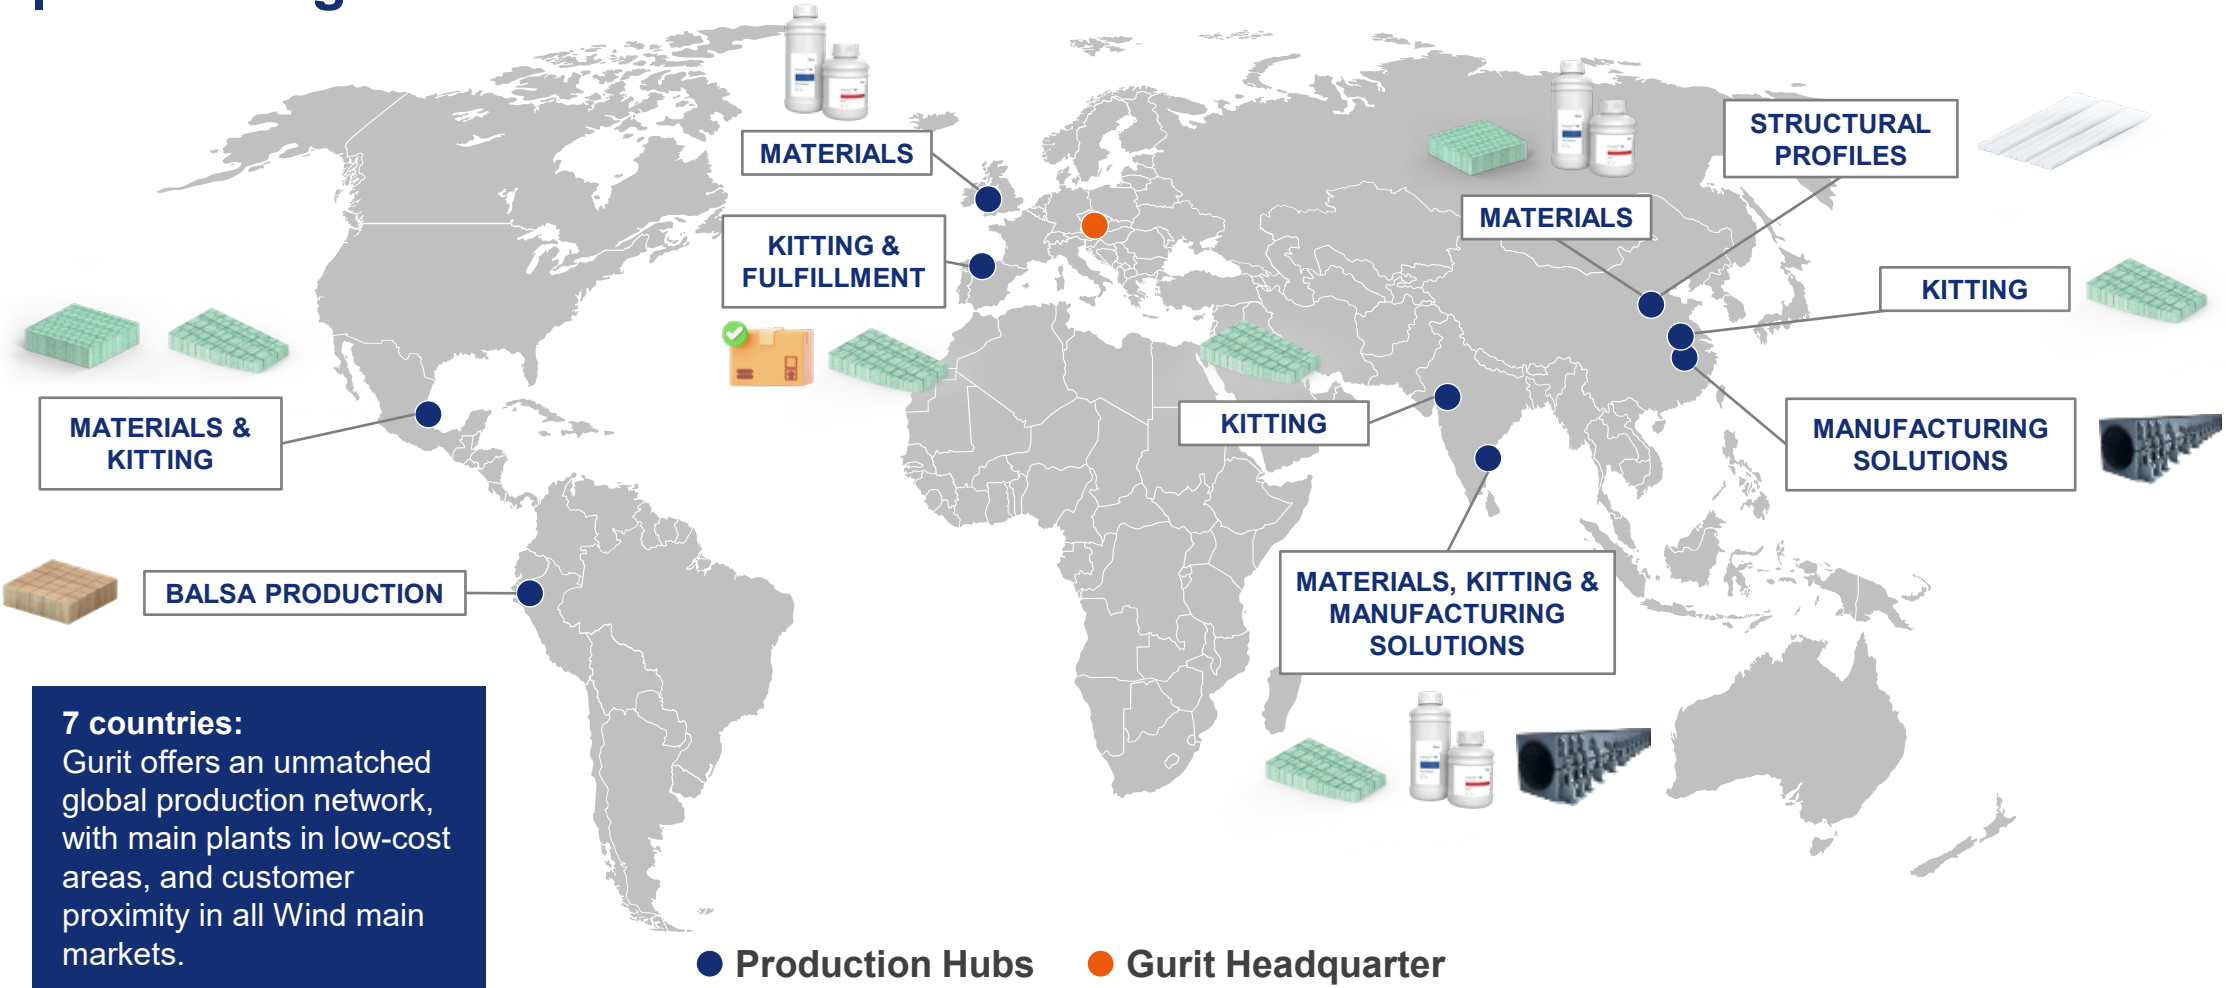 MATERIALS
STRUCTURAL
PROFILES
MATERIALS
KITTING &
FULFILLMENT
KITTING
MATERIALS &
KITTING
KITTING
MANUFACTURING
SOLUTIONS
BALSA PRODUCTION
MATERIALS, KITTING &
MANUFACTURING
SOLUTIONS
7 countries:
Gurit offers an unmatched
global production network,
with main plants in low-cost
areas, and customer
proximity in all Wind main
markets.
Production Hubs
Gurit Headquarter